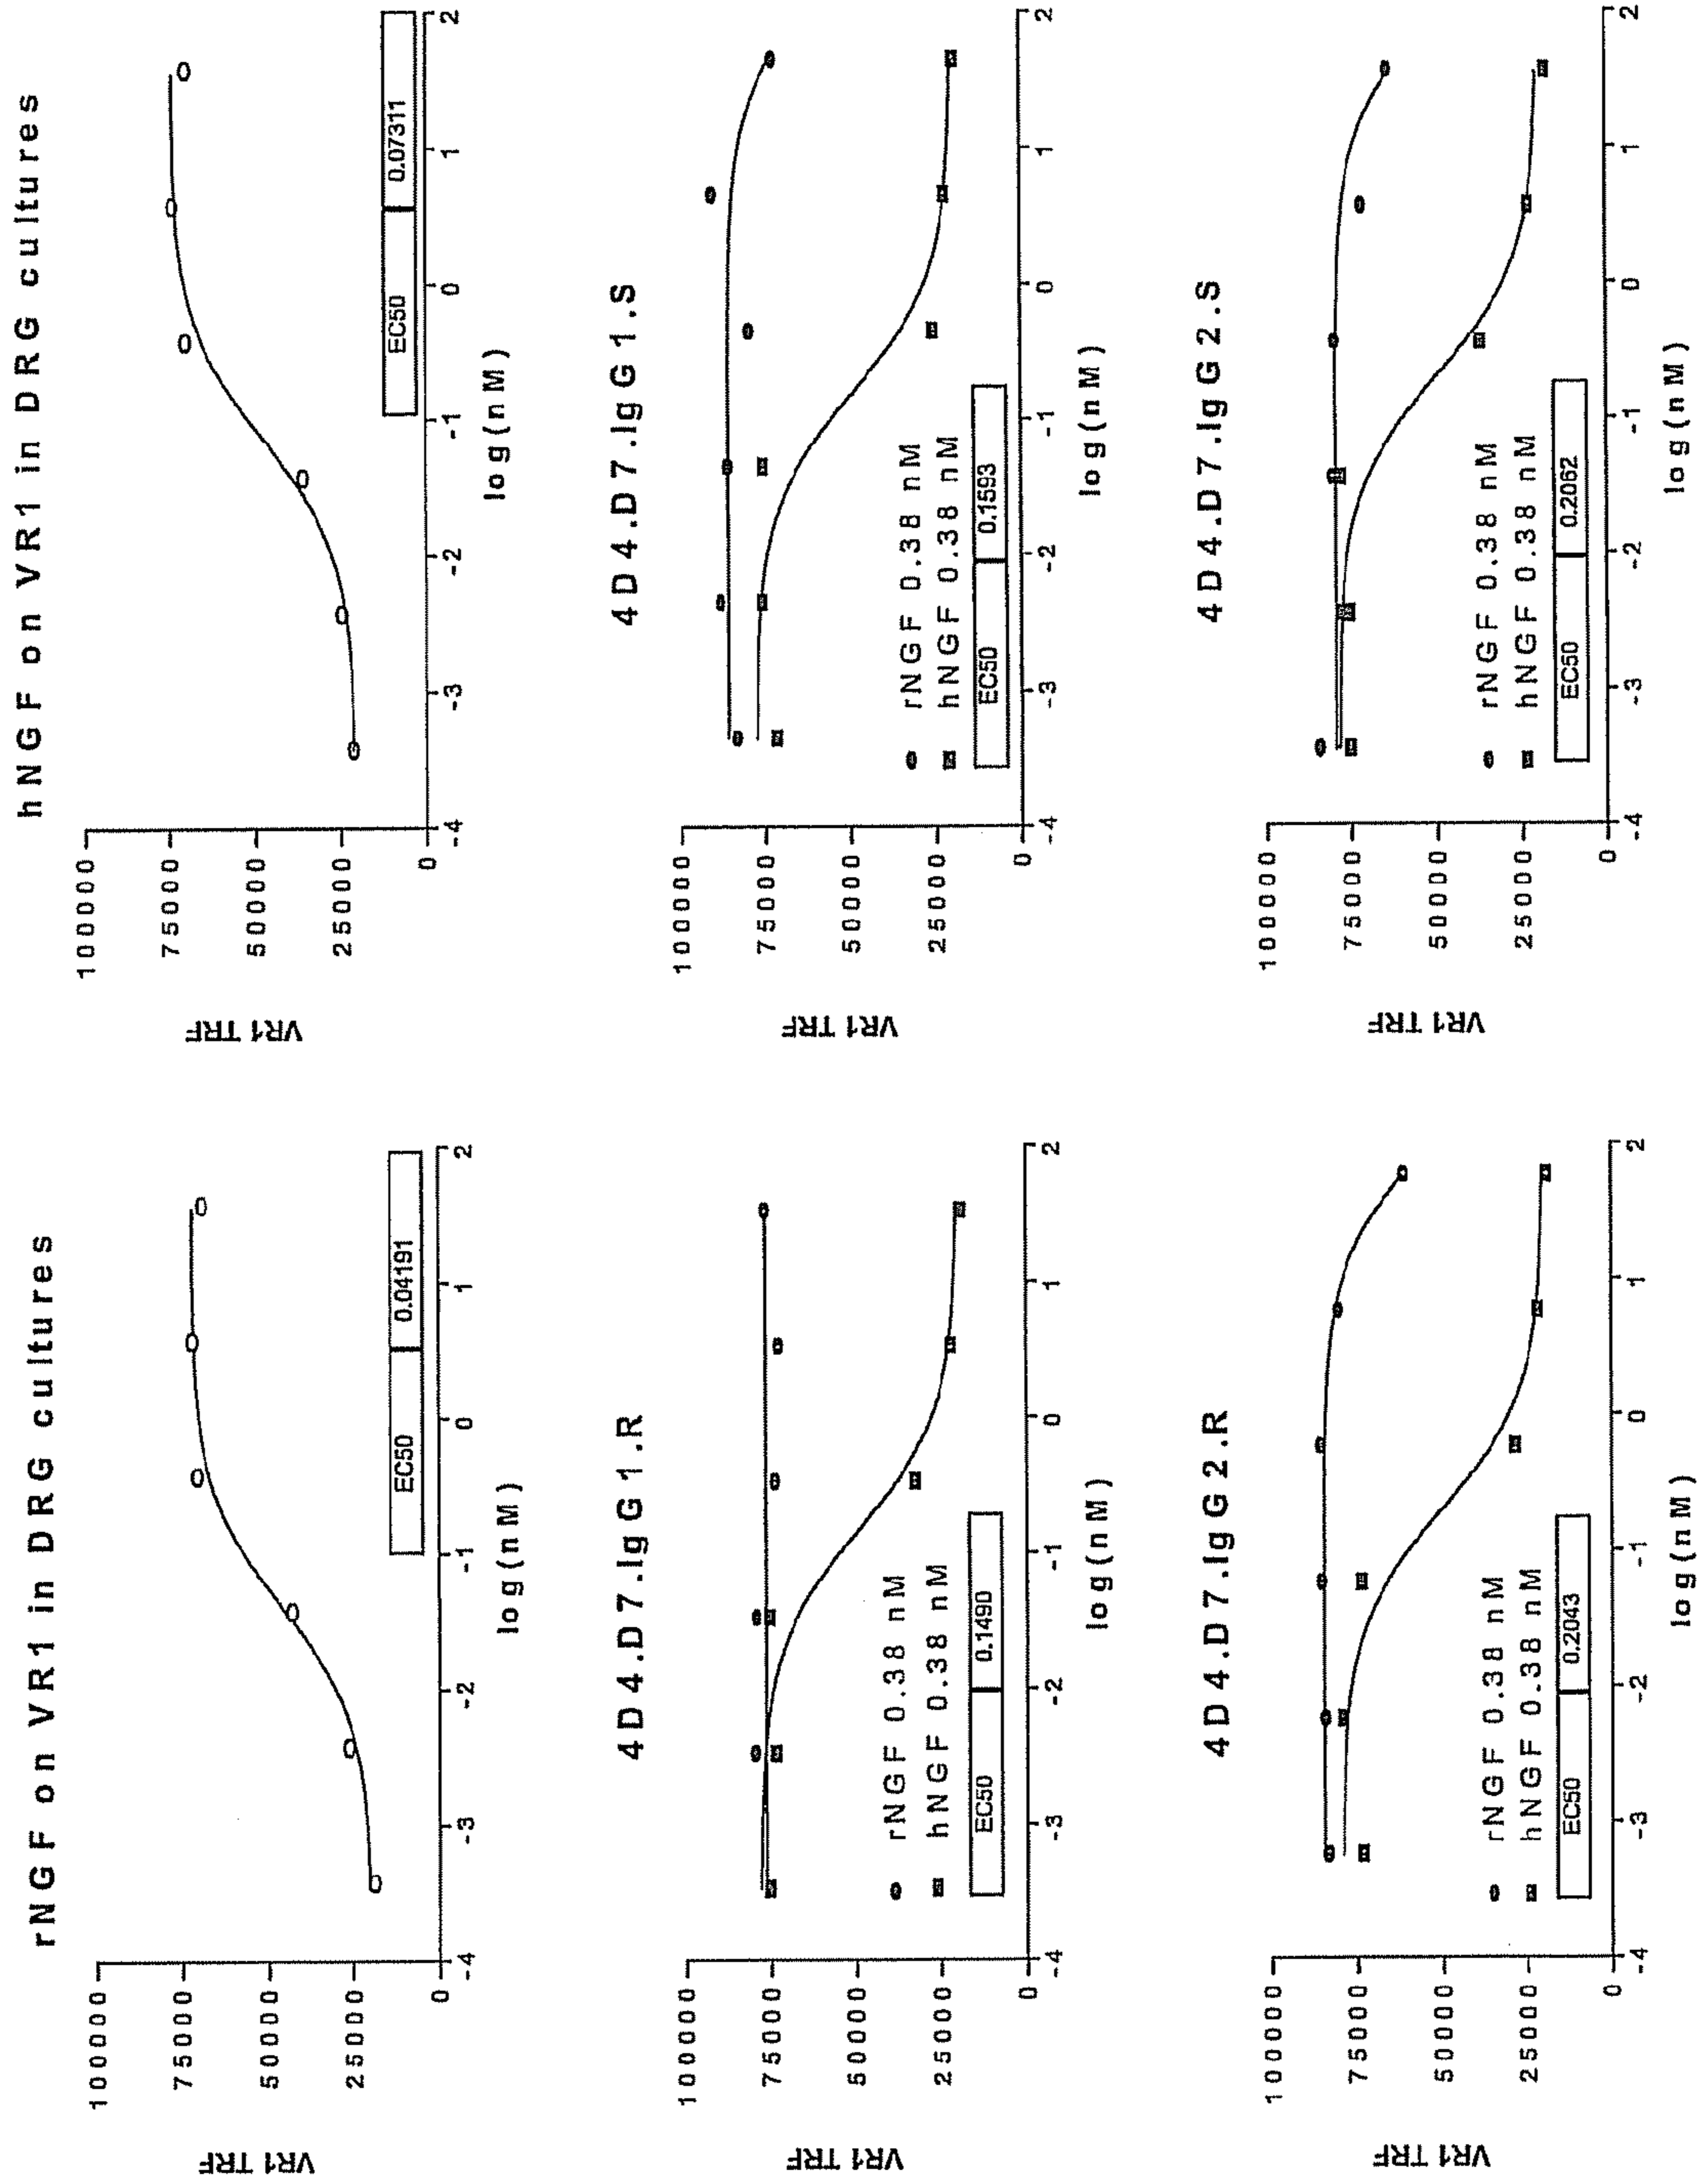 rNGF on VR1 in DRG cultures
VR1 TRF
100000
75000
50000
25000
0
-4 -3 -2 -1 0 1 2
log(nM)
EC50 0.04191
hNGF on VR1 in DRG cultures
VR1 TRF
100000
75000
50000
25000
0
-4 -3 -2 -1 0 1 2
log(nM)
EC50 0.07311
4D4.D7.IgG1.R
VR1 TRF
100000
75000
50000
25000
0
rNGF 0.38 nM
hNGF 0.38 nM
EC50 0.1490
-4 -3 -2 -1 0 1 2
log(nM)
4D4.D7.IgG1.S
VR1 TRF
100000
75000
50000
25000
0
rNGF 0.38 nM
hNGF 0.38 nM
EC50 0.1593
-4 -3 -2 -1 0 1 2
log(nM)
4D4.D7.IgG2.R
VR1 TRF
100000
75000
50000
25000
0
rNGF 0.38 nM
hNGF 0.38 nM
EC50 0.2043
-4 -3 -2 -1 0 1 2
log(nM)
4D4.D7.IgG2.S
VR1 TRF
100000
75000
50000
25000
0
rNGF 0.38 nM
hNGF 0.38 nM
EC50 0.2062
-4 -3 -2 -1 0 1 2
log(nM)